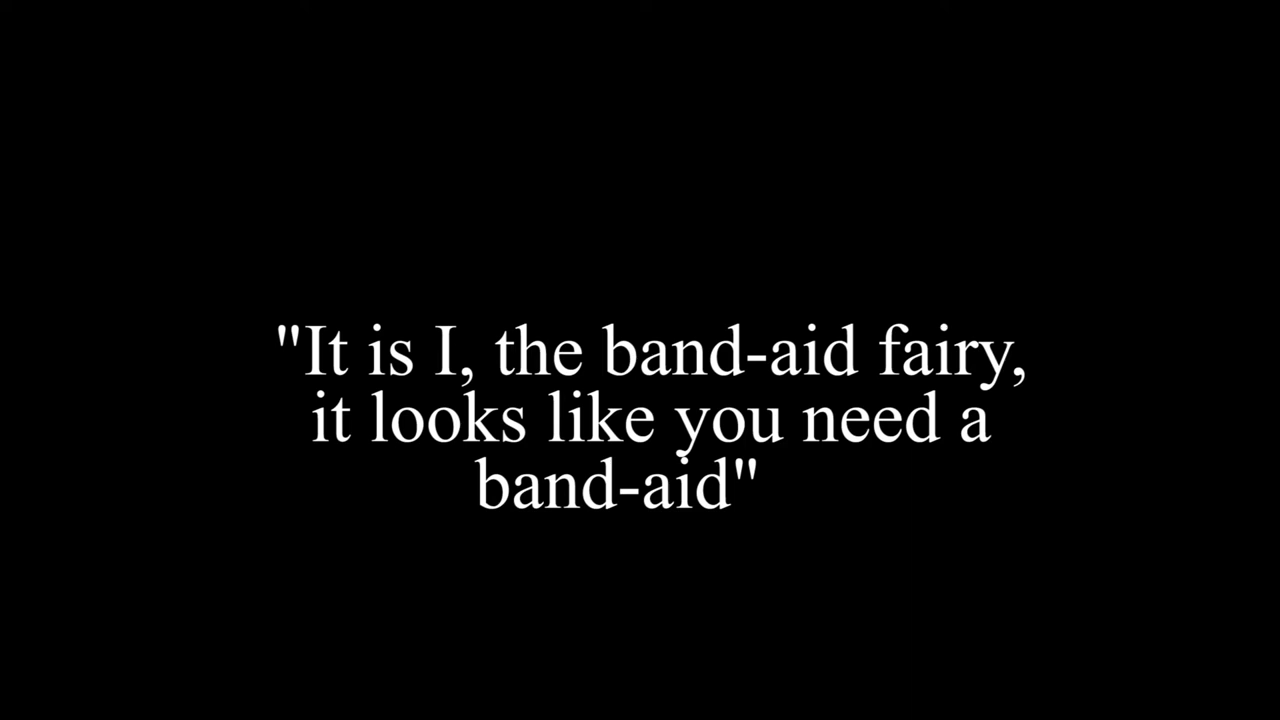 "It is I, the band-aid fairy,
it looks like you need a
band-aid"